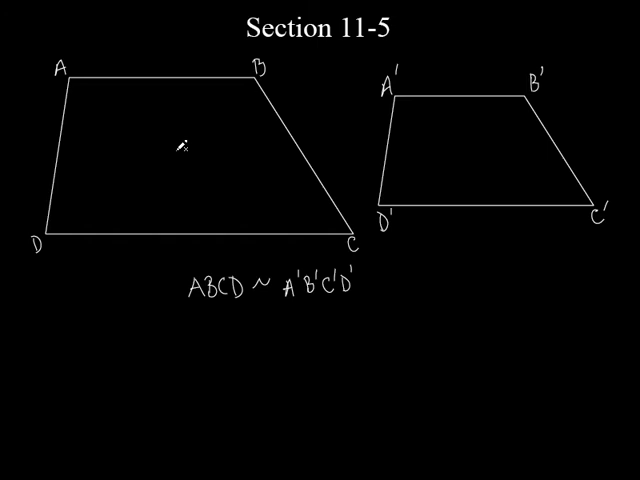 Section 11-5
A B
A' B'
D C
D' C'
ABCD ~ A'B'C'D'